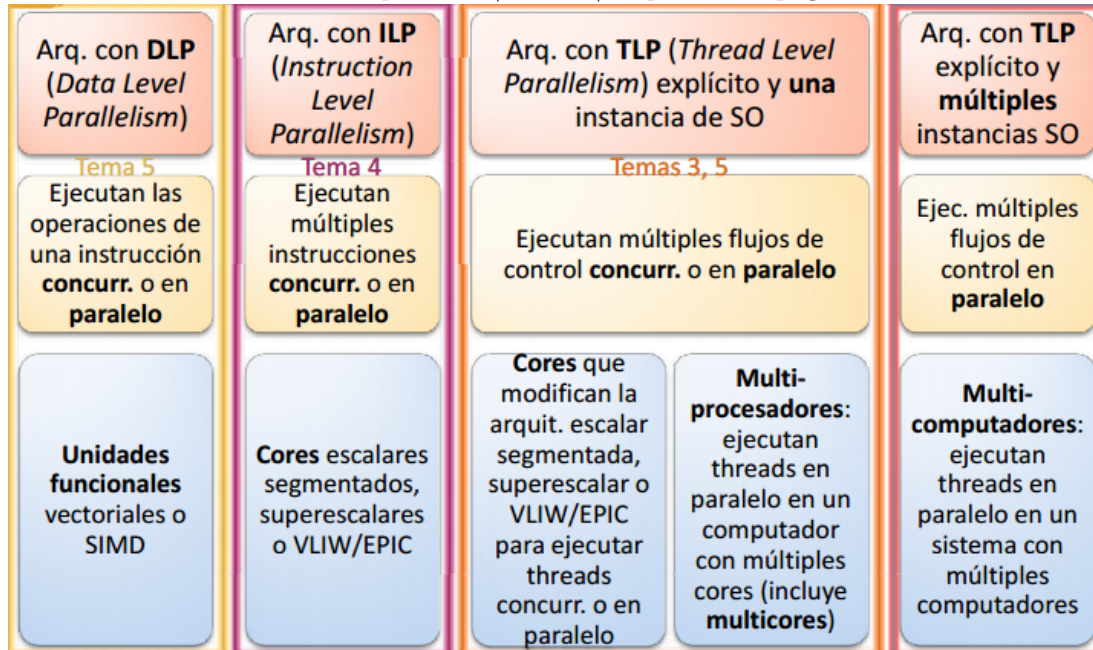 Arq. con DLP
(Data Level
Parallelism)
Tema 5
Ejecutan las
operaciones de
una instrucción
concurr. o en
paralelo
Unidades
funcionales
vectoriales o
SIMD
Arq. con ILP
(Instruction
Level
Parallelism)
Tema 4
Ejecutan
múltiples
instrucciones
concurr. o en
paralelo
Cores escalares
segmentados,
superescalares
o VLIW/EPIC
Arq. con TLP (Thread Level
Parallelism) explícito y una
instancia de SO
Temas 3, 5
Ejecutan múltiples flujos de
control concurr. o en paralelo
Cores que
modifican la
arquit. escalar
segmentada,
superescalar o
VLIW/EPIC
para ejecutar
threads
concurr. o en
paralelo
Multi-
procesadores:
ejecutan
threads en
paralelo en un
computador
con múltiples
cores (incluye
multicores)
Arq. con TLP
explícito y
múltiples
instancias SO
Ejec. múltiples
flujos de
control en
paralelo
Multi-
computadores:
ejecutan
threads en
paralelo en un
sistema con
múltiples
computadores